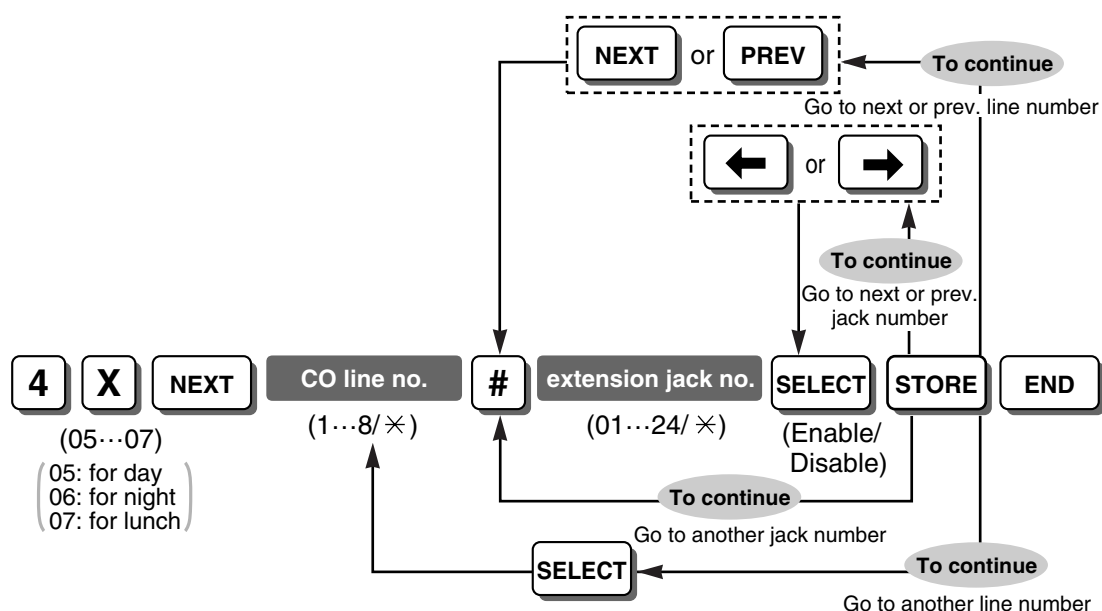 NEXT or PREV
To continue
Go to next or prev. line number
← or →
To continue
Go to next or prev.
jack number
4 X NEXT CO line no. # extension jack no. SELECT STORE END
(05···07)
(1···8/ ✳)
(01···24/ ✳)
(Enable/
Disable)
05: for day
06: for night
07: for lunch
To continue
Go to another jack number
SELECT
To continue
Go to another line number